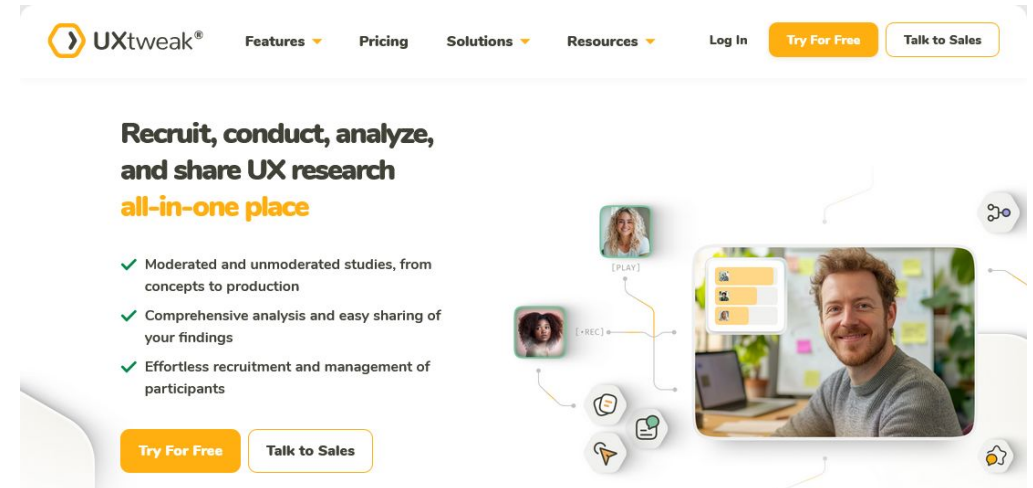 UXtweak®
Features
Pricing
Solutions
Resources
Log In
Try For Free
Talk to Sales
Recruit, conduct, analyze,
and share UX research
all-in-one place
Moderated and unmoderated studies, from
concepts to production
Comprehensive analysis and easy sharing of
your findings
Effortless recruitment and management of
participants
Try For Free
Talk to Sales
[PLAY]
[•REC]